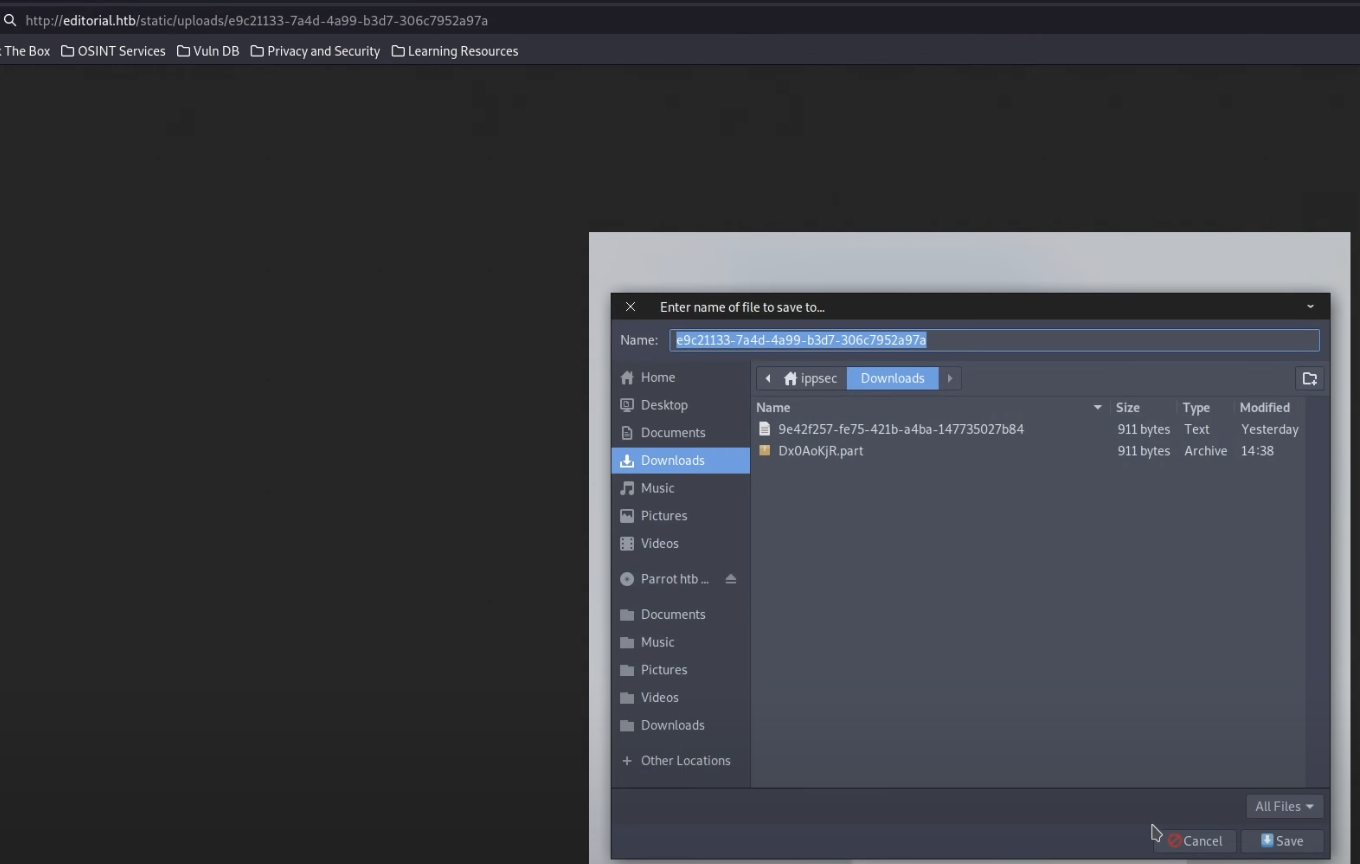 http://editorial.htb/static/uploads/e9c21133-7a4d-4a99-b3d7-306c7952a97a
The Box OSINT Services Vuln DB Privacy and Security Learning Resources
Enter name of file to save to...
Name: e9c21133-7a4d-4a99-b3d7-306c7952a97a
Home
ippsec Downloads
Desktop
Documents
Downloads
Music
Pictures
Videos
Parrot htb ...
Documents
Music
Pictures
Videos
Downloads
Other Locations
Name Size Type Modified
9e42f257-fe75-421b-a4ba-147735027b84 911 bytes Text Yesterday
Dx0AoKjR.part 911 bytes Archive 14:38
All Files
Cancel Save